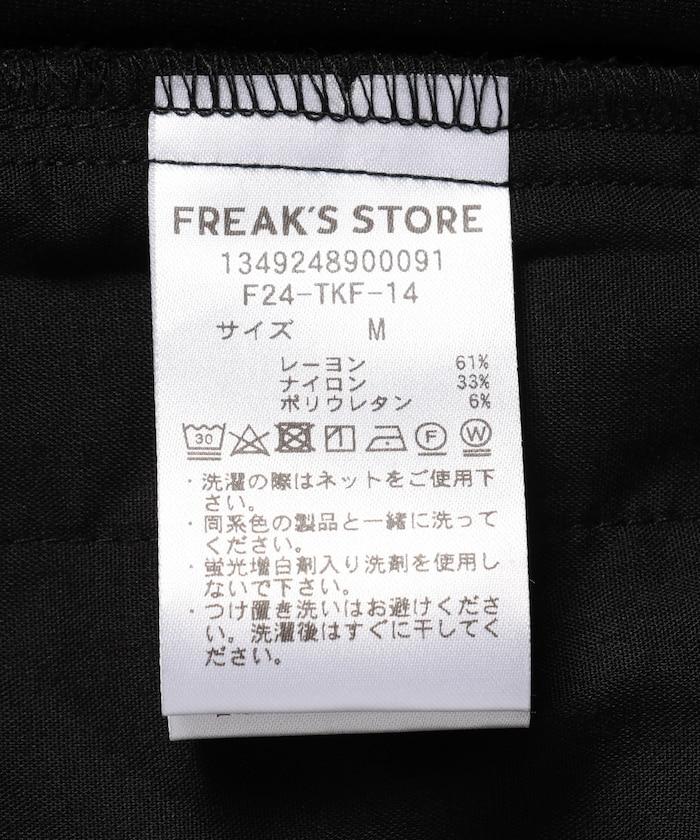 FREAK'S STORE
1349248900091
F24-TKF-14
サイズ M
レーヨン 61%
ナイロン 33%
ポリウレタン 6%
30 F W
・洗濯の際はネットをご使用下
さい。
・同系色の製品と一緒に洗って
ください。
・蛍光増白剤入り洗剤を使用し
ないで下さい。
・つけ置き洗いはお避けくださ
い。洗濯後はすぐに干してく
ださい。